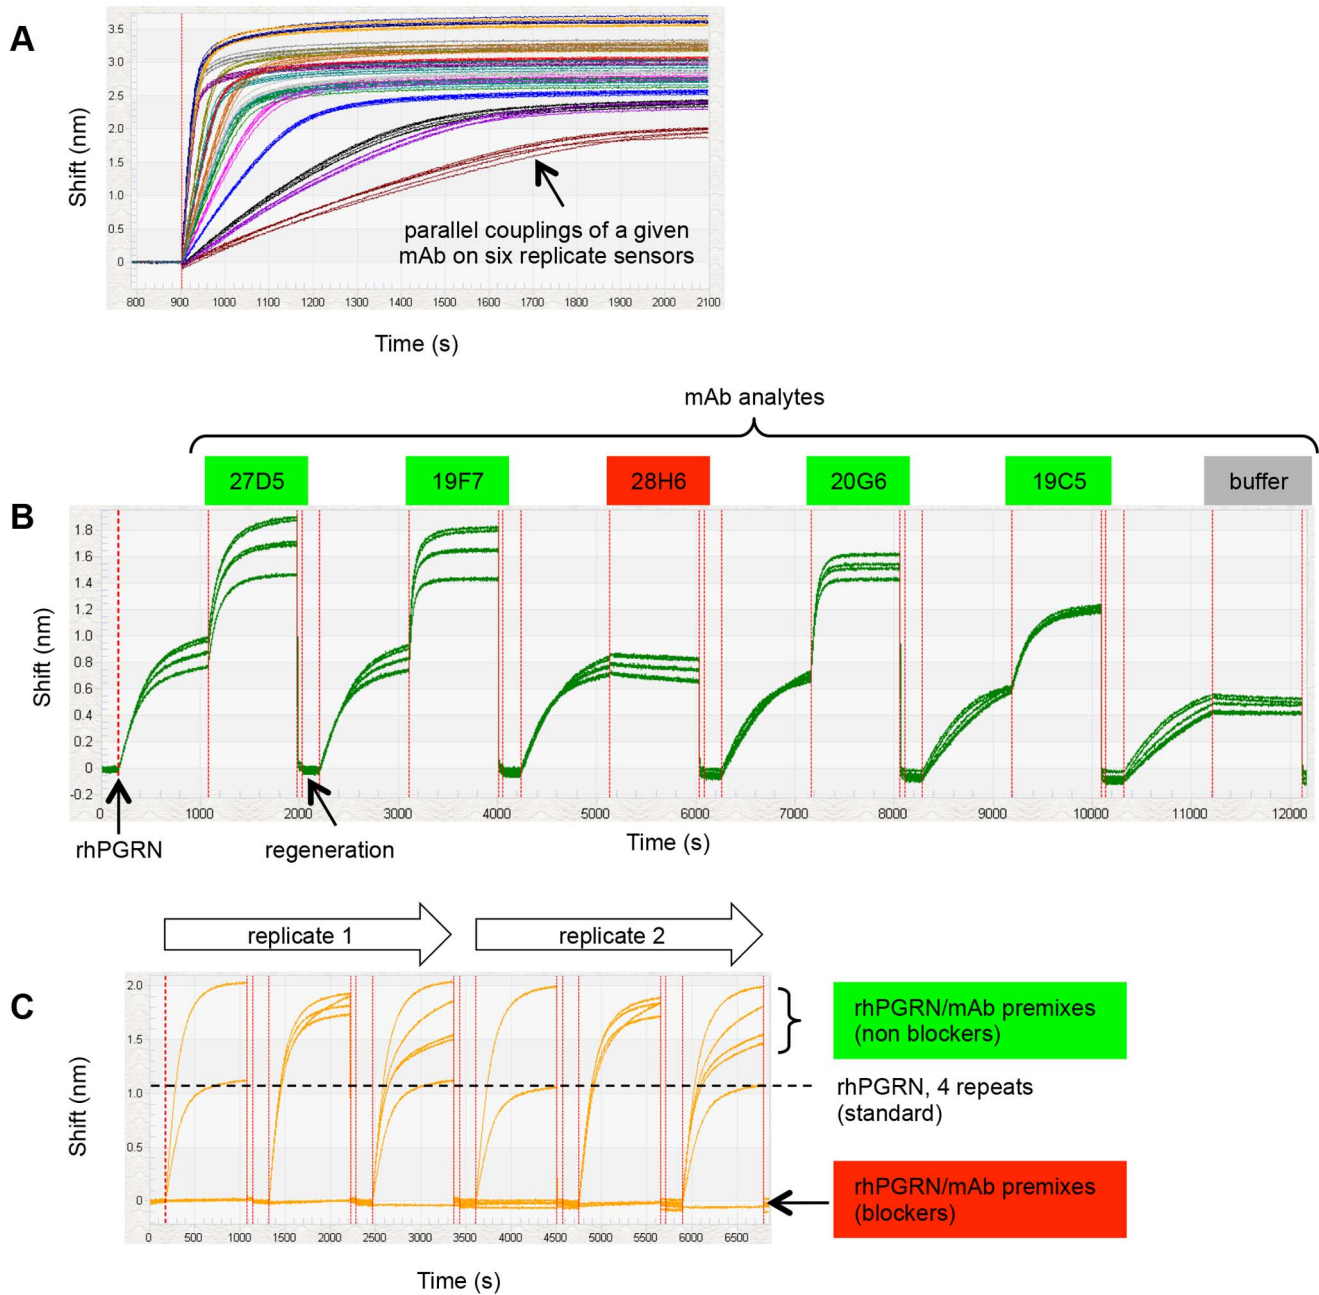 A
Shift (nm)
3.5
3.0
2.5
2.0
1.5
1.0
0.5
0
parallel couplings of a given
mAb on six replicate sensors
800 900 1000 1100 1200 1300 1400 1500 1600 1700 1800 1900 2000 2100
Time (s)
mAb analytes
27D5 19F7 28H6 20G6 19C5 buffer
B
Shift (nm)
1.8
1.6
1.4
1.2
1.0
0.8
0.6
0.4
0.2
0
-0.2
0 1000 2000 3000 4000 5000 6000 7000 8000 9000 10000 11000 12000
rhPGRN regeneration Time (s)
replicate 1 replicate 2
C
Shift (nm)
2.0
1.5
1.0
0.5
0
0 500 1000 1500 2000 2500 3000 3500 4000 4500 5000 5500 6000 6500
Time (s)
rhPGRN/mAb premixes
(non blockers)
rhPGRN, 4 repeats
(standard)
rhPGRN/mAb premixes
(blockers)